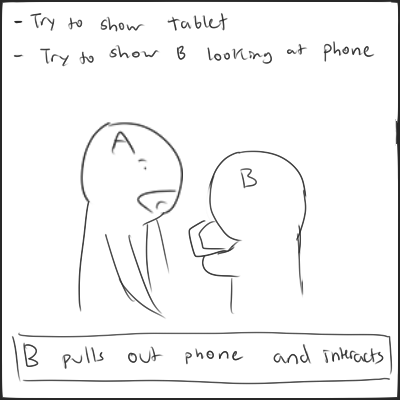 - Try to show tablet
- Try to show B looking at phone
A
B
B pulls out phone and interacts